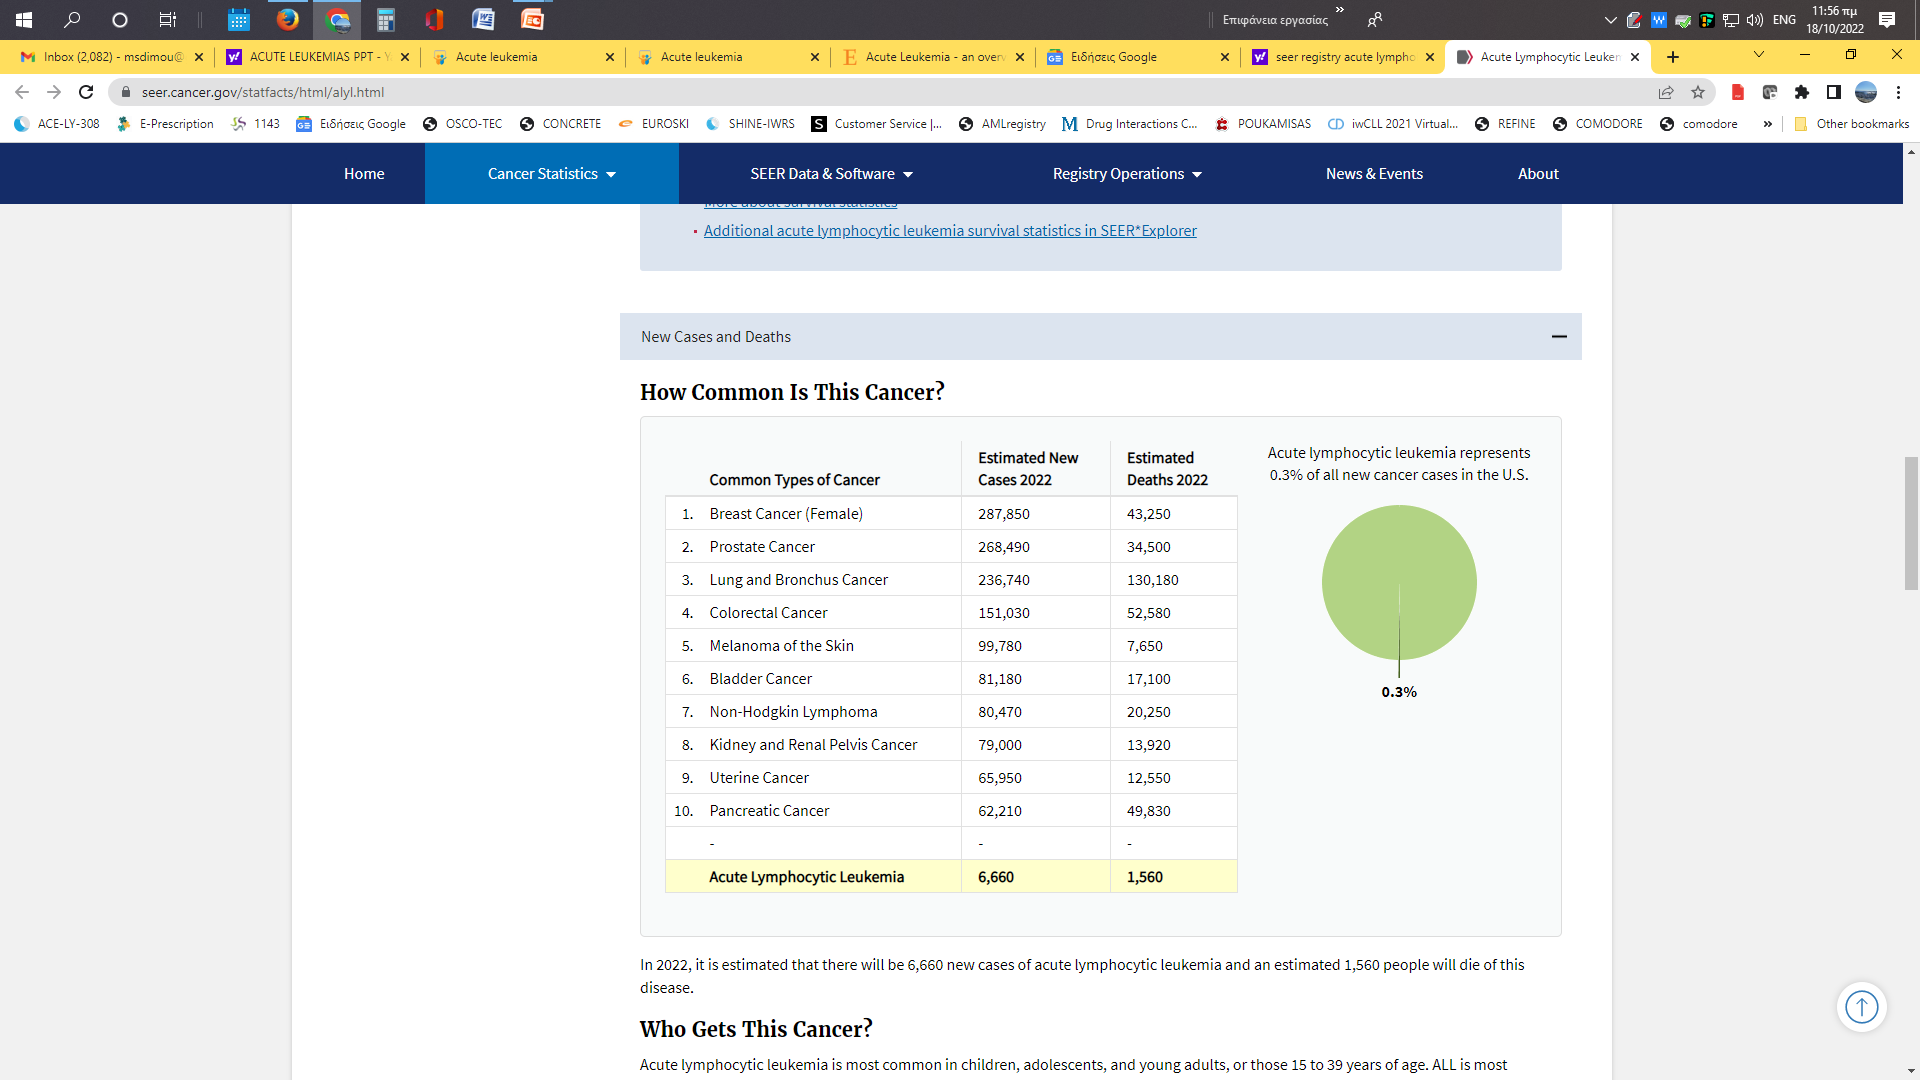 Επιφάνεια εργασίας
»
ENG
11:56 πμ
18/10/2022
Inbox (2,082) - msdimou@
ACUTE LEUKEMIAS PPT - Y
Acute leukemia
Acute leukemia
Acute Leukemia - an overv
Ειδήσεις Google
seer registry acute lympho
Acute Lymphocytic Leukem
seer.cancer.gov/statfacts/html/alyl.html
ACE-LY-308
E-Prescription
1143
Ειδήσεις Google
OSCO-TEC
CONCRETE
EUROSKI
SHINE-IWRS
Customer Service |...
AMLregistry
Drug Interactions C...
POUKAMISAS
iwCLL 2021 Virtual...
REFINE
COMODORE
comodore
»
Other bookmarks
Home
Cancer Statistics
SEER Data & Software
Registry Operations
News & Events
About
More about survival statistics
Additional acute lymphocytic leukemia survival statistics in SEER*Explorer
New Cases and Deaths
How Common Is This Cancer?
Common Types of Cancer Estimated New Cases 2022 Estimated Deaths 2022
1. Breast Cancer (Female) 287,850 43,250
2. Prostate Cancer 268,490 34,500
3. Lung and Bronchus Cancer 236,740 130,180
4. Colorectal Cancer 151,030 52,580
5. Melanoma of the Skin 99,780 7,650
6. Bladder Cancer 81,180 17,100
7. Non-Hodgkin Lymphoma 80,470 20,250
8. Kidney and Renal Pelvis Cancer 79,000 13,920
9. Uterine Cancer 65,950 12,550
10. Pancreatic Cancer 62,210 49,830
- - -
Acute Lymphocytic Leukemia 6,660 1,560
Acute lymphocytic leukemia represents
0.3% of all new cancer cases in the U.S.
0.3%
In 2022, it is estimated that there will be 6,660 new cases of acute lymphocytic leukemia and an estimated 1,560 people will die of this
disease.
Who Gets This Cancer?
Acute lymphocytic leukemia is most common in children, adolescents, and young adults, or those 15 to 39 years of age. ALL is most